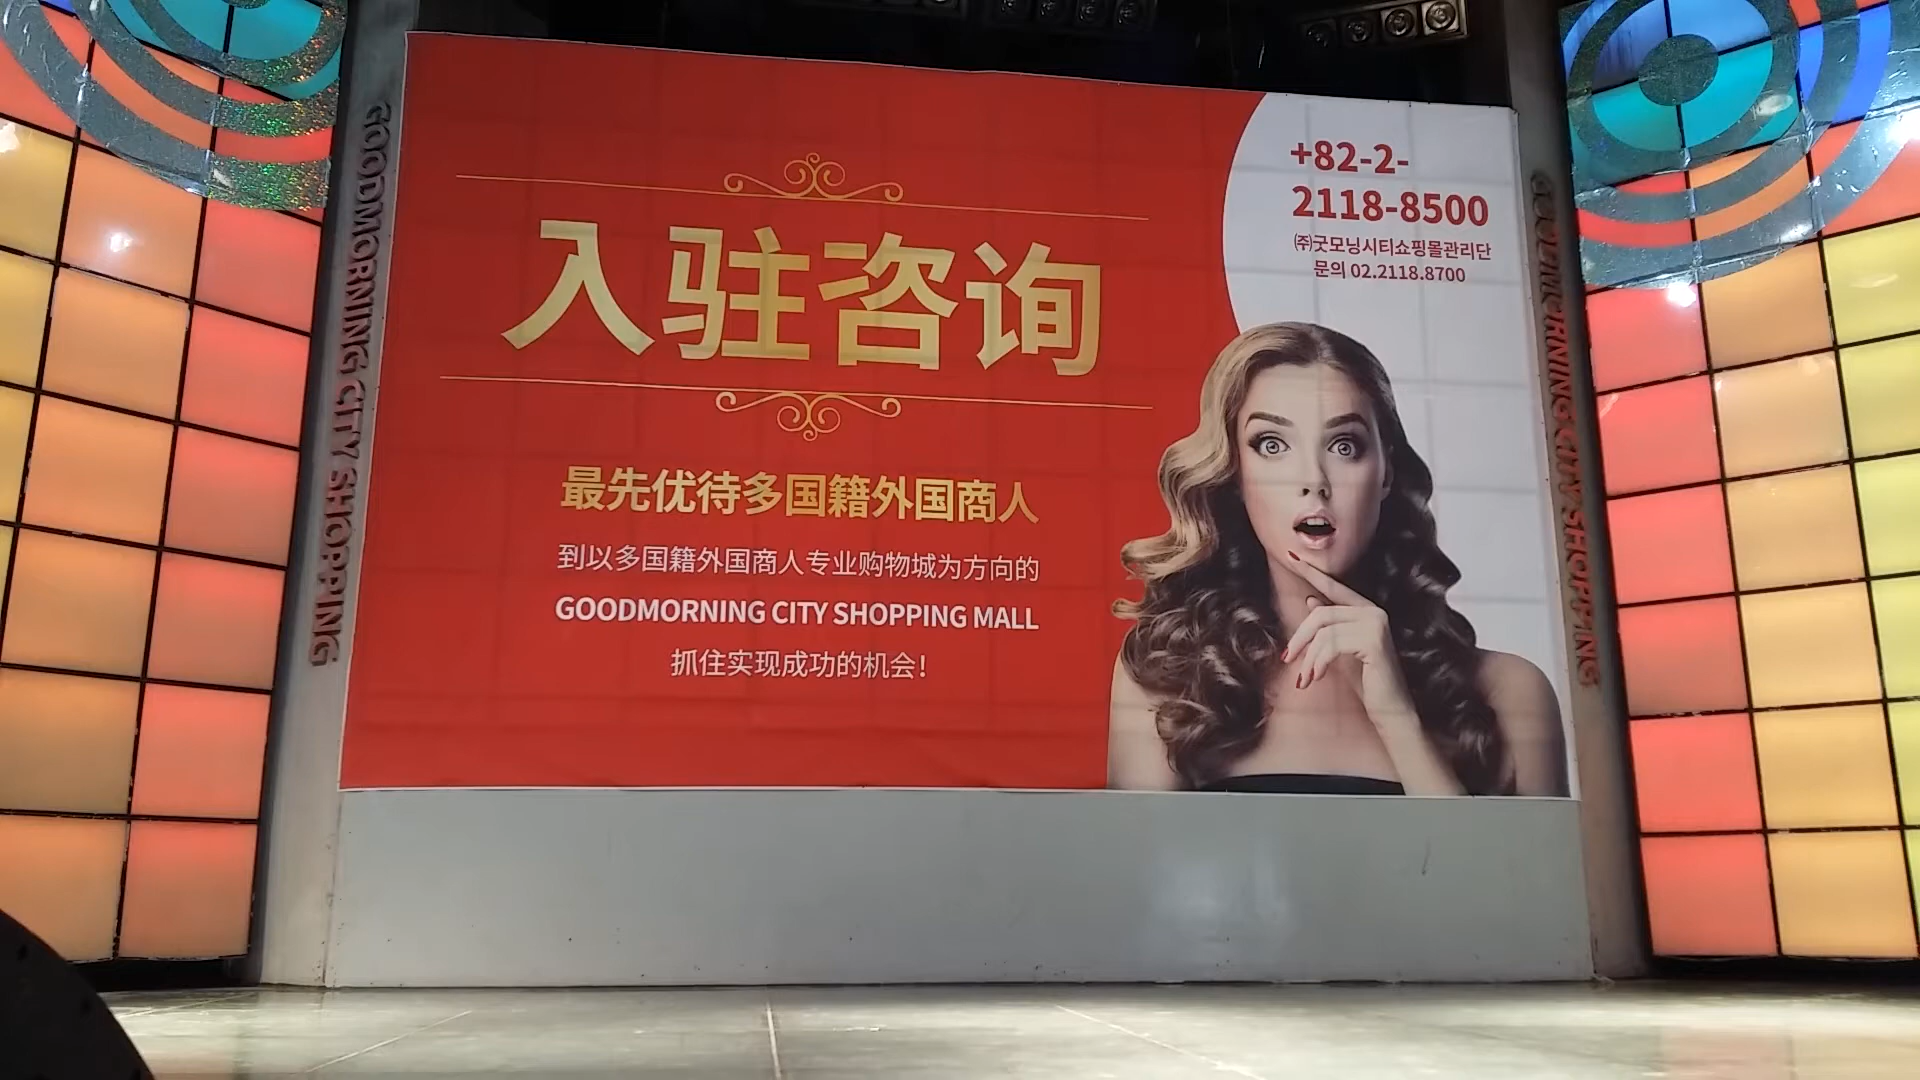 GOODMORNING CITY SHOPPING
入驻咨询
最先优待多国籍外国商人
到以多国籍外国商人专业购物城为方向的
GOODMORNING CITY SHOPPING MALL
抓住实现成功的机会！
+82-2-
2118-8500
㈜굿모닝시티쇼핑몰관리단
문의 02.2118.8700
GOODMORNING CITY SHOPPING